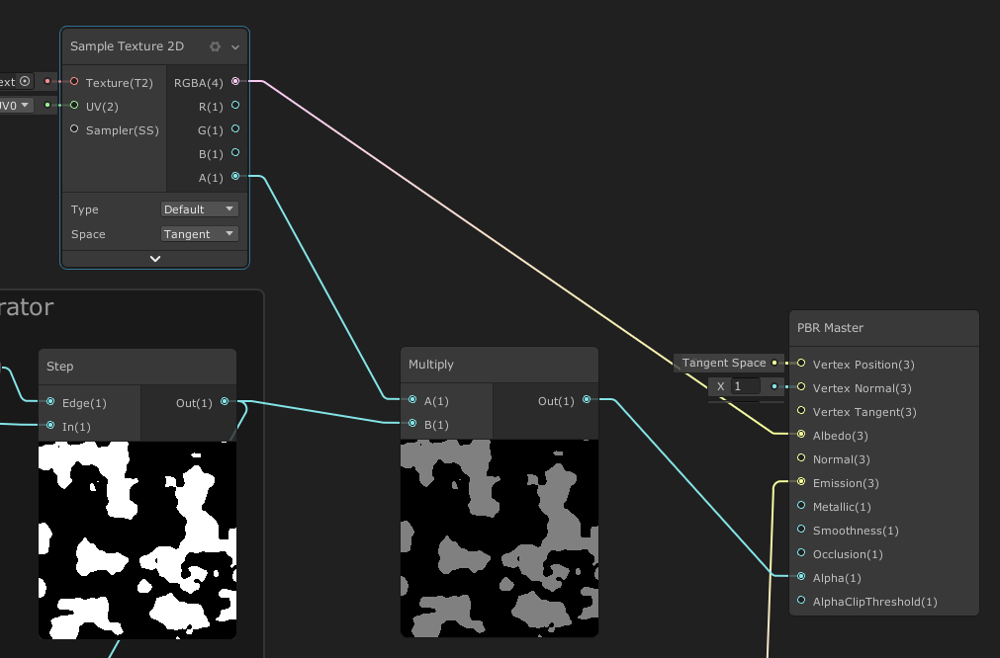 Sample Texture 2D
ext
Texture(T2)
RGBA(4)
UV0
UV(2)
R(1)
Sampler(SS)
G(1)
B(1)
A(1)
Type
Default
Space
Tangent
rator
Step
Edge(1)
Out(1)
In(1)
Multiply
A(1)
Out(1)
B(1)
PBR Master
Tangent Space
Vertex Position(3)
X 1
Vertex Normal(3)
Vertex Tangent(3)
Albedo(3)
Normal(3)
Emission(3)
Metallic(1)
Smoothness(1)
Occlusion(1)
Alpha(1)
AlphaClipThreshold(1)